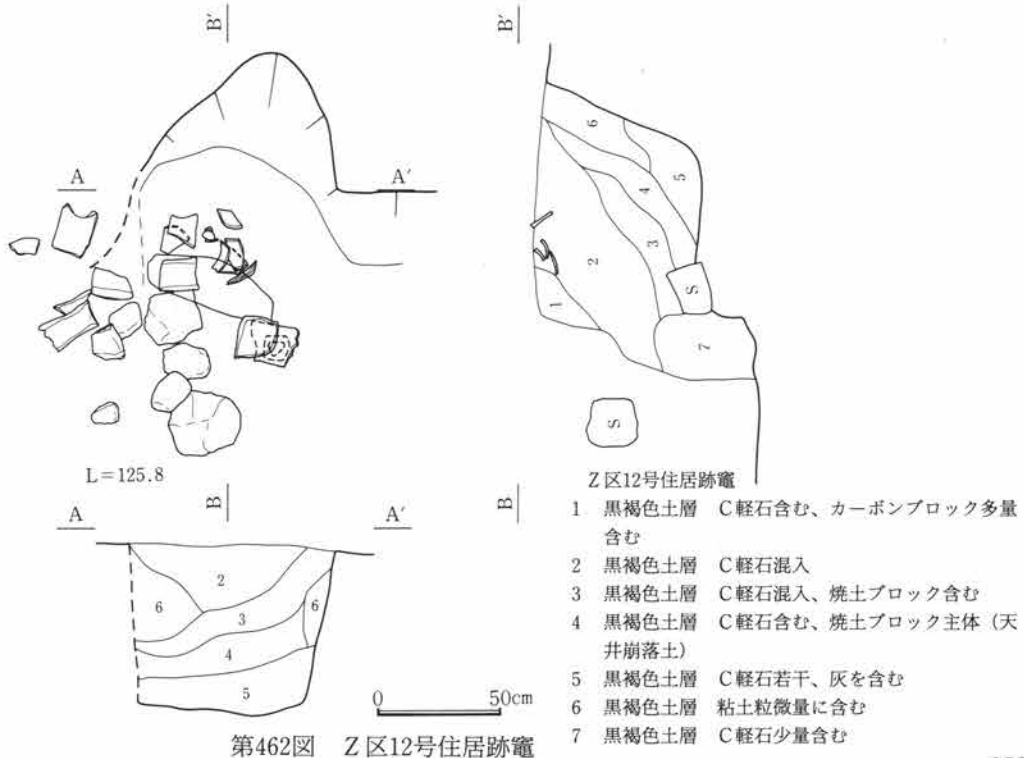 B′
B′
A
A′
6
5
4
3
2
1
S
7
S
L=125.8
B
B
A
A′
2
6
6
3
4
5
0
50cm
第462図 Z区12号住居跡竈
Z区12号住居跡竈
1 黒褐色土層 C軽石含む、カーボンブロック多量
含む
2 黒褐色土層 C軽石混入
3 黒褐色土層 C軽石混入、焼土ブロック含む
4 黒褐色土層 C軽石含む、焼土ブロック主体（天
井崩落土）
5 黒褐色土層 C軽石若干、灰を含む
6 黒褐色土層 粘土粒微量に含む
7 黒褐色土層 C軽石少量含む